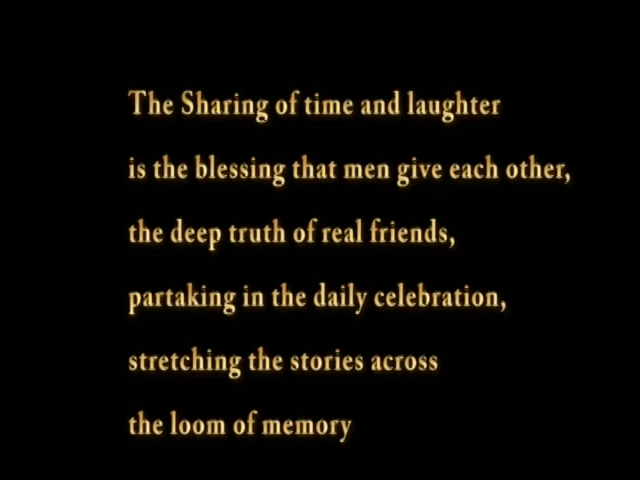 The Sharing of time and laughter
is the blessing that men give each other,
the deep truth of real friends,
partaking in the daily celebration,
stretching the stories across
the loom of memory